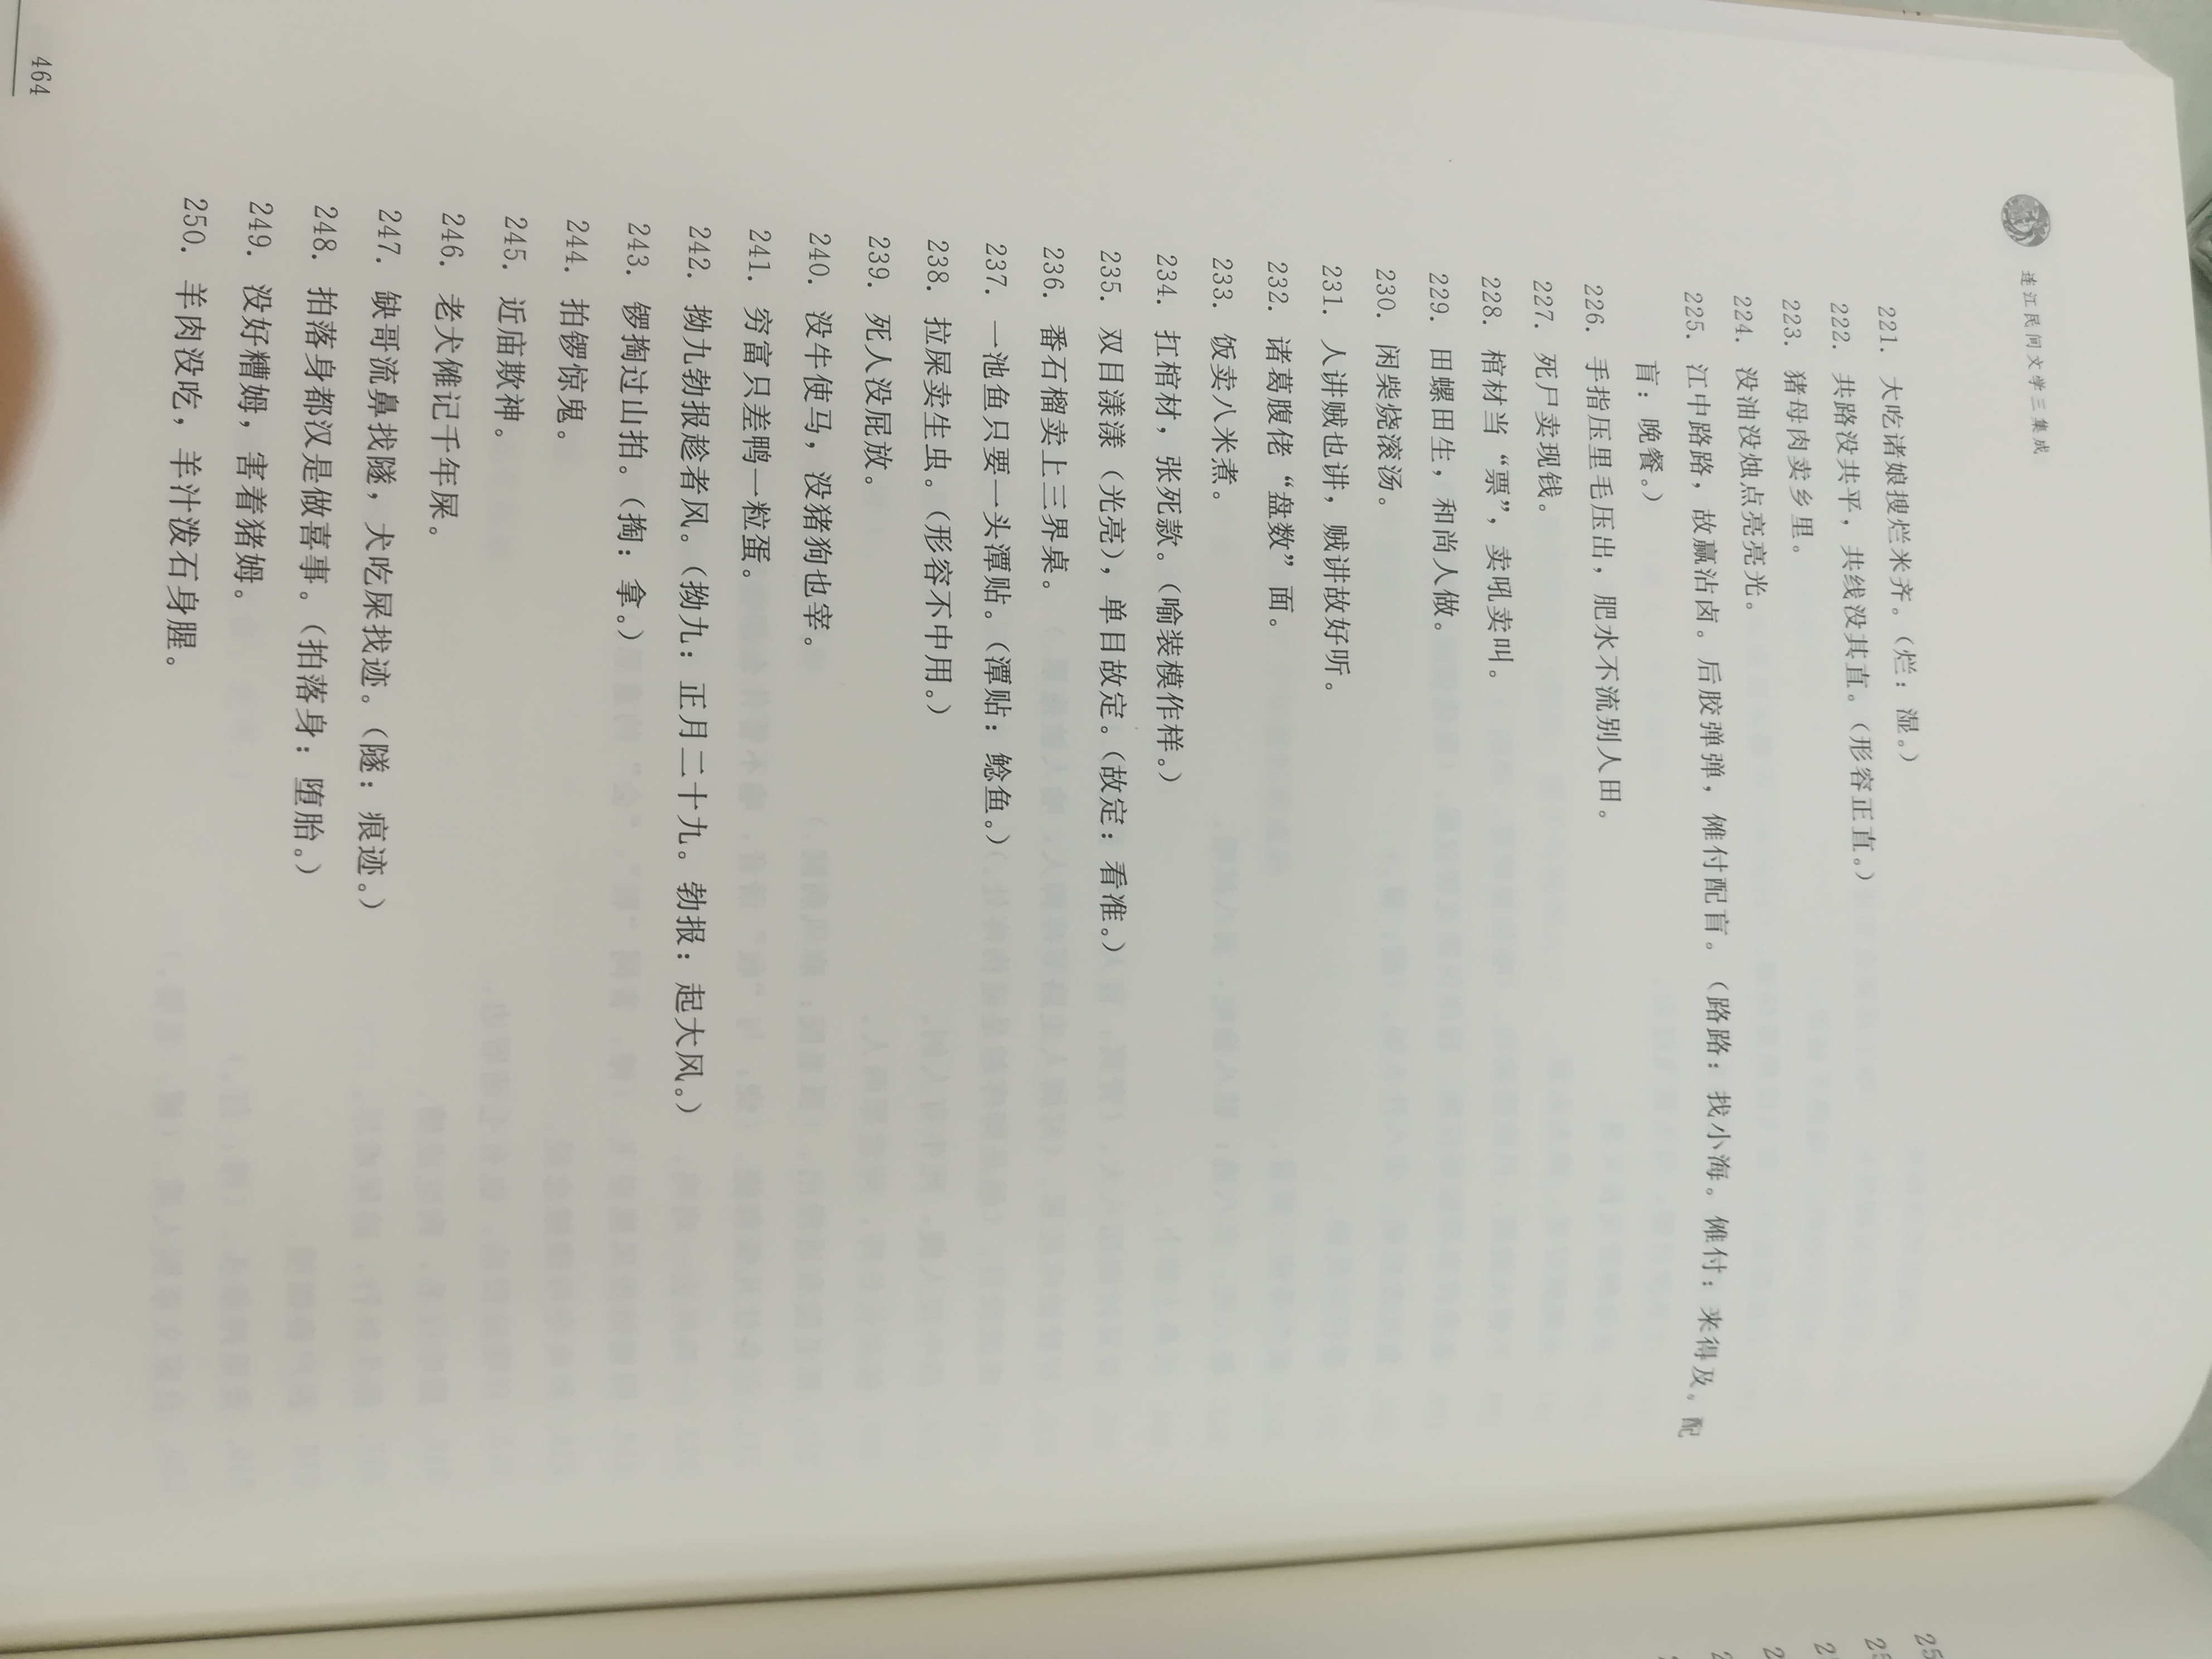 连江民间文学三集成
221. 大吃诸娘搜烂米齐。（烂：湿。）
222. 共路没共平，共线没其直。（形容正直。）
223. 猪母肉卖乡里。
224. 没油没烛点亮亮光。
225. 江中路路，故赢沾卤。后胶弹弹，傩付配盲。（路路：找小海。傩付：来得及。配
盲：晚餐。）
226. 手指压里毛压出，肥水不流别人田。
227. 死尸卖现钱。
228. 棺材当“票”，卖吼卖叫。
229. 田螺田生，和尚人做。
230. 闲柴烧滚汤。
231. 人讲贼也讲，贼讲故好听。
232. 诸葛腹佬“盘数”面。
233. 饭卖八米煮。
234. 扛棺材，张死款。（喻装模作样。）
235. 双目漾漾（光亮），单目故定。（故定：看准。）
236. 番石榴卖上三界桌。
237. 一池鱼只要一头潭贴。（潭贴：鲶鱼。）
238. 拉屎卖生虫。（形容不中用。）
239. 死人没屁放。
240. 没牛使马，没猪狗也宰。
241. 穷富只差鸭一粒蛋。
242. 拗九勃报趁者风。（拗九：正月二十九。勃报：起大风。）
243. 锣掏过山拍。（掏：拿。）
244. 拍锣惊鬼。
245. 近庙欺神。
246. 老犬傩记千年屎。
247. 缺哥流鼻找隧，犬吃屎找迹。（隧：痕迹。）
248. 拍落身都汉是做喜事。（拍落身：堕胎。）
249. 没好糟姆，害着猪姆。
250. 羊肉没吃，羊汁泼石身腥。
464